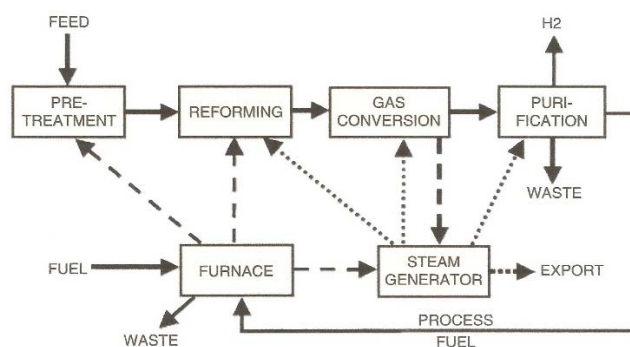 FEED
H2
PRE-
TREATMENT
REFORMING
GAS
CONVERSION
PURI-
FICATION
WASTE
FUEL
FURNACE
STEAM
GENERATOR
EXPORT
WASTE
PROCESS
FUEL